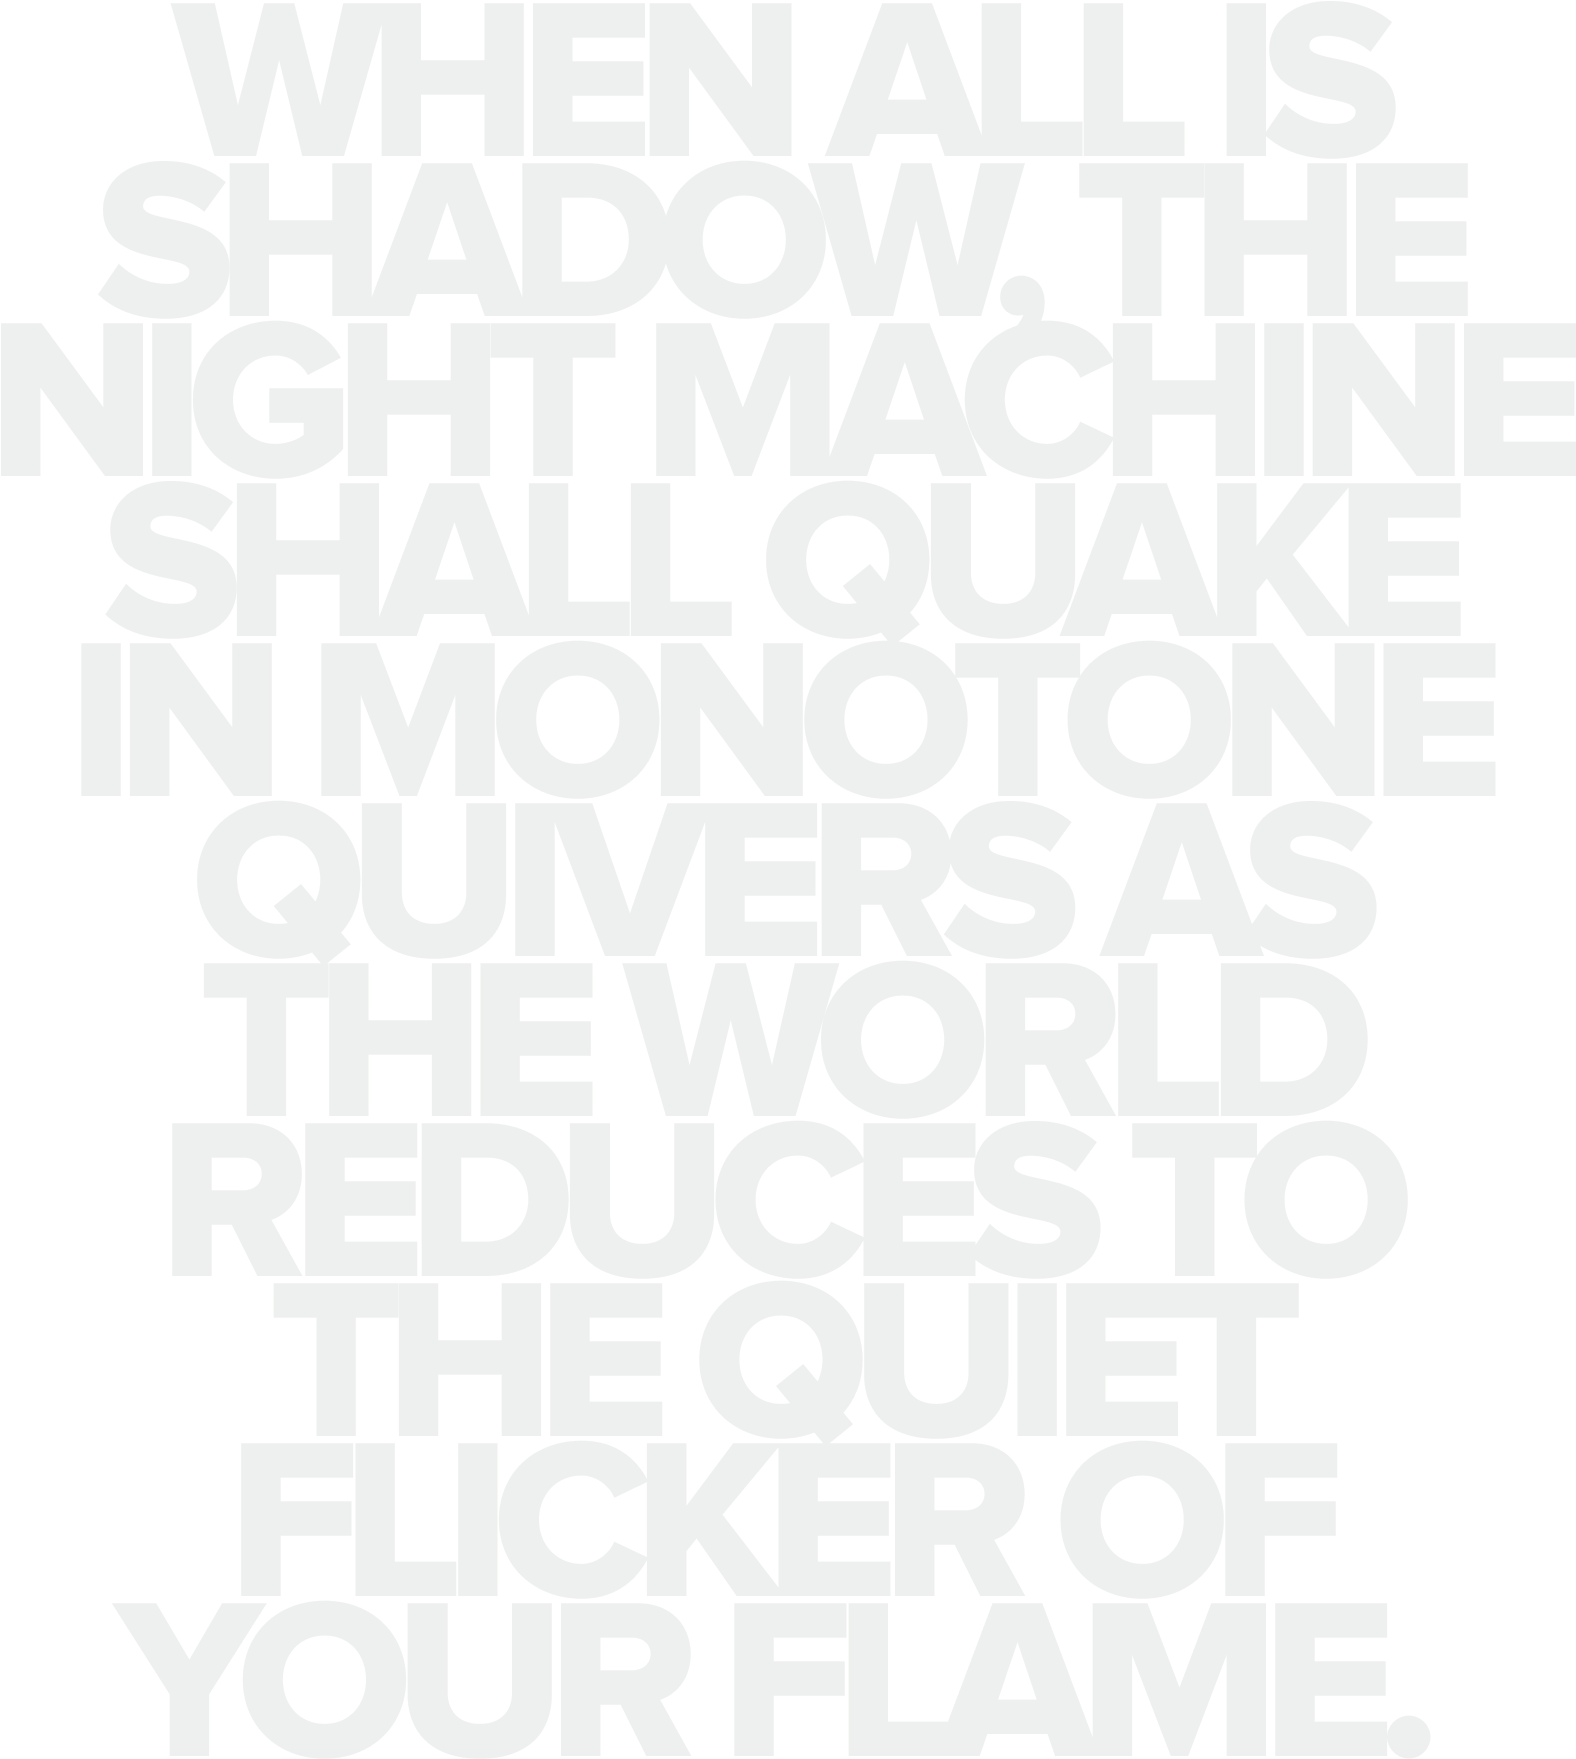 WHEN ALL IS
SHADOW, THE
NIGHT MACHINE
SHALL QUAKE
IN MONOTONE
QUIVERS AS
THE WORLD
REDUCES TO
THE QUIET
FLICKER OF
YOUR FLAME.